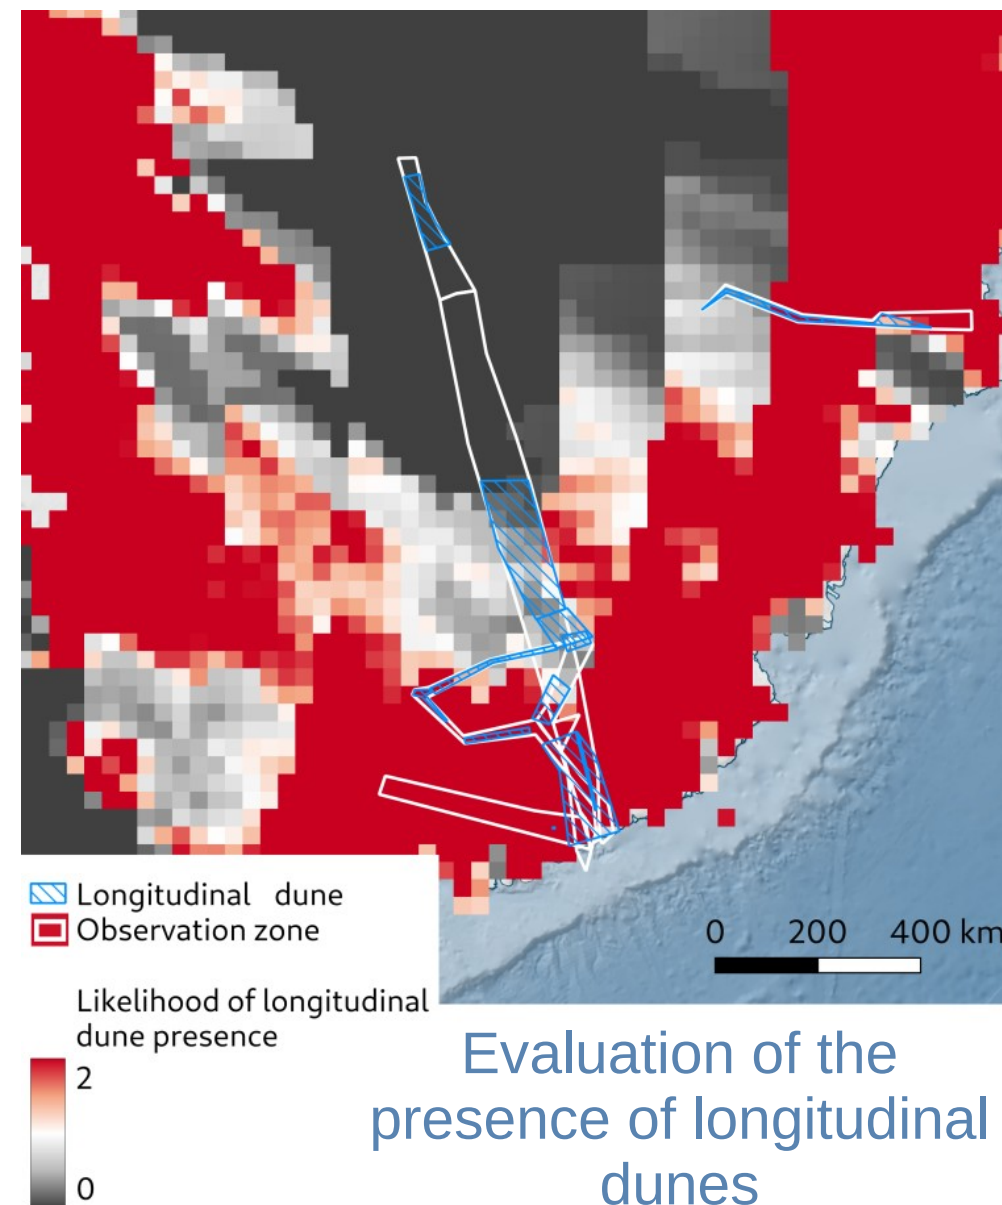 Longitudinal dune
Observation zone
0 200 400 km
Likelihood of longitudinal
dune presence
2
0
Evaluation of the
presence of longitudinal
dunes